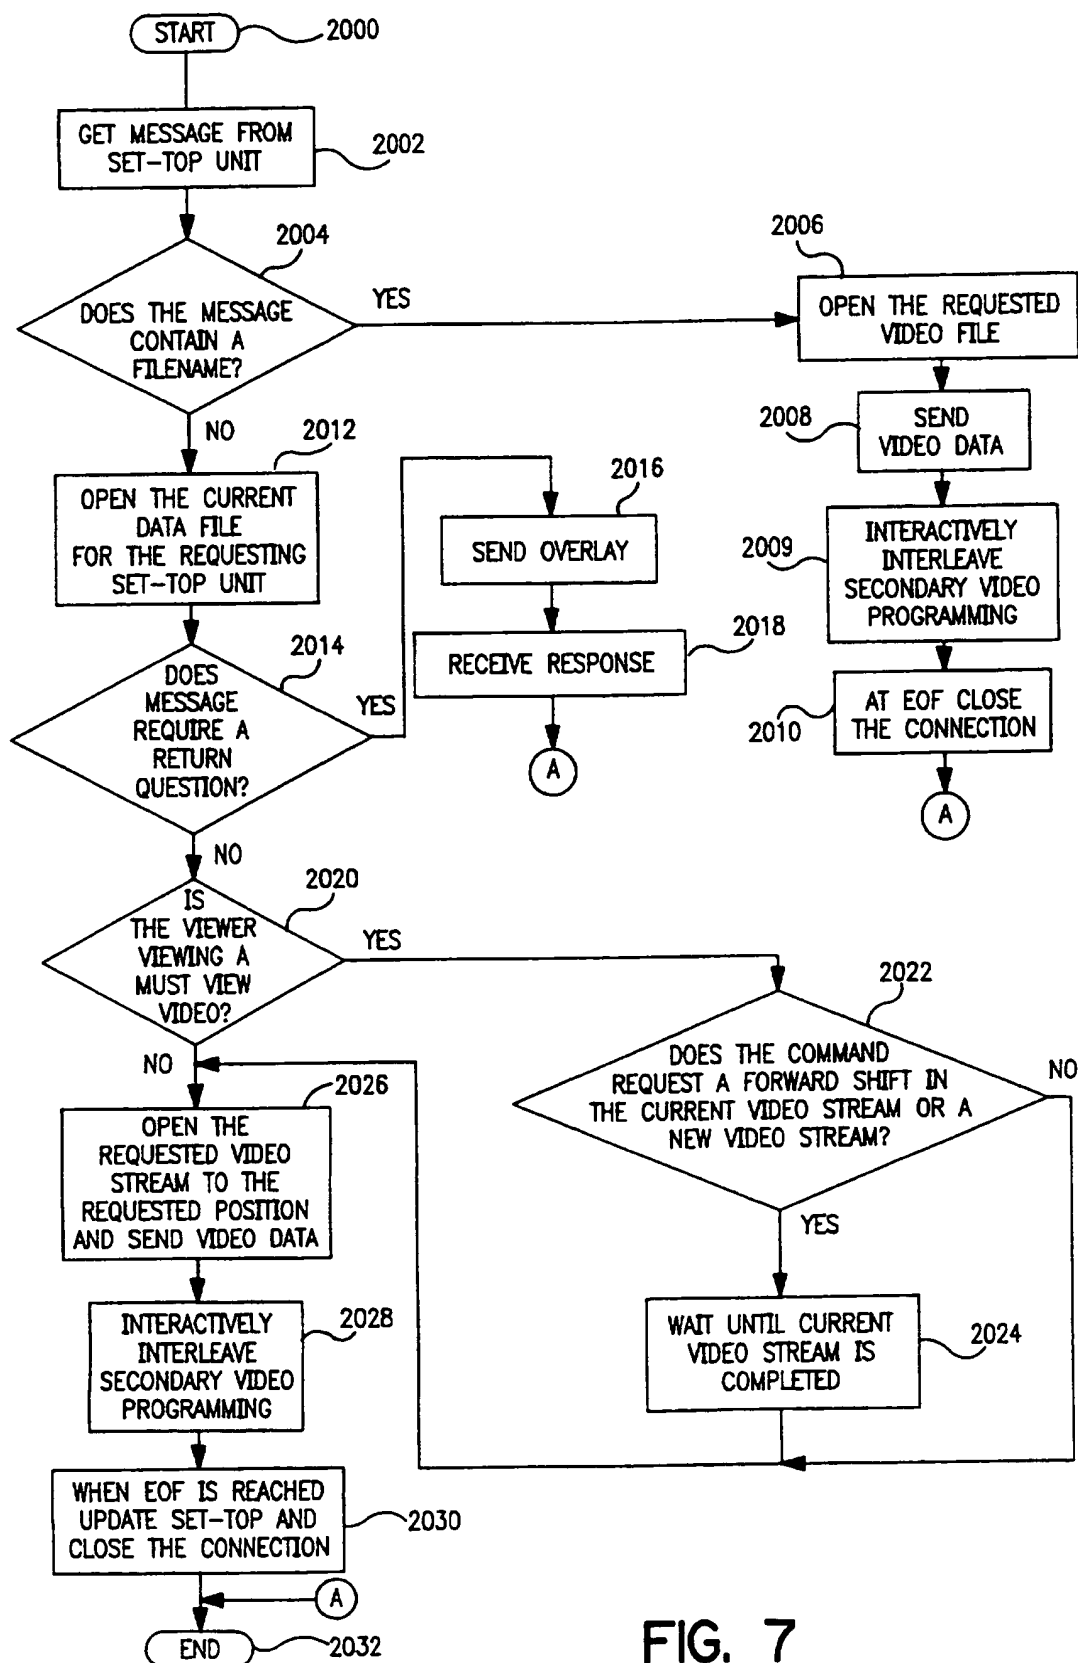 START
2000
GET MESSAGE FROM
SET-TOP UNIT
2002
2004
DOES THE MESSAGE
CONTAIN A
FILENAME?
YES
NO
2006
OPEN THE REQUESTED
VIDEO FILE
2008
SEND
VIDEO DATA
2009
INTERACTIVELY
INTERLEAVE
SECONDARY VIDEO
PROGRAMMING
2010
AT EOF CLOSE
THE CONNECTION
A
2012
OPEN THE CURRENT
DATA FILE
FOR THE REQUESTING
SET-TOP UNIT
2014
DOES
MESSAGE
REQUIRE A
RETURN
QUESTION?
YES
NO
2016
SEND OVERLAY
2018
RECEIVE RESPONSE
A
2020
IS
THE VIEWER
VIEWING A
MUST VIEW
VIDEO?
YES
NO
2022
DOES THE COMMAND
REQUEST A FORWARD SHIFT IN
THE CURRENT VIDEO STREAM OR A
NEW VIDEO STREAM?
NO
YES
2024
WAIT UNTIL CURRENT
VIDEO STREAM IS
COMPLETED
2026
OPEN THE
REQUESTED VIDEO
STREAM TO THE
REQUESTED POSITION
AND SEND VIDEO DATA
2028
INTERACTIVELY
INTERLEAVE
SECONDARY VIDEO
PROGRAMMING
WHEN EOF IS REACHED
UPDATE SET-TOP AND
CLOSE THE CONNECTION
2030
A
END
2032
FIG. 7